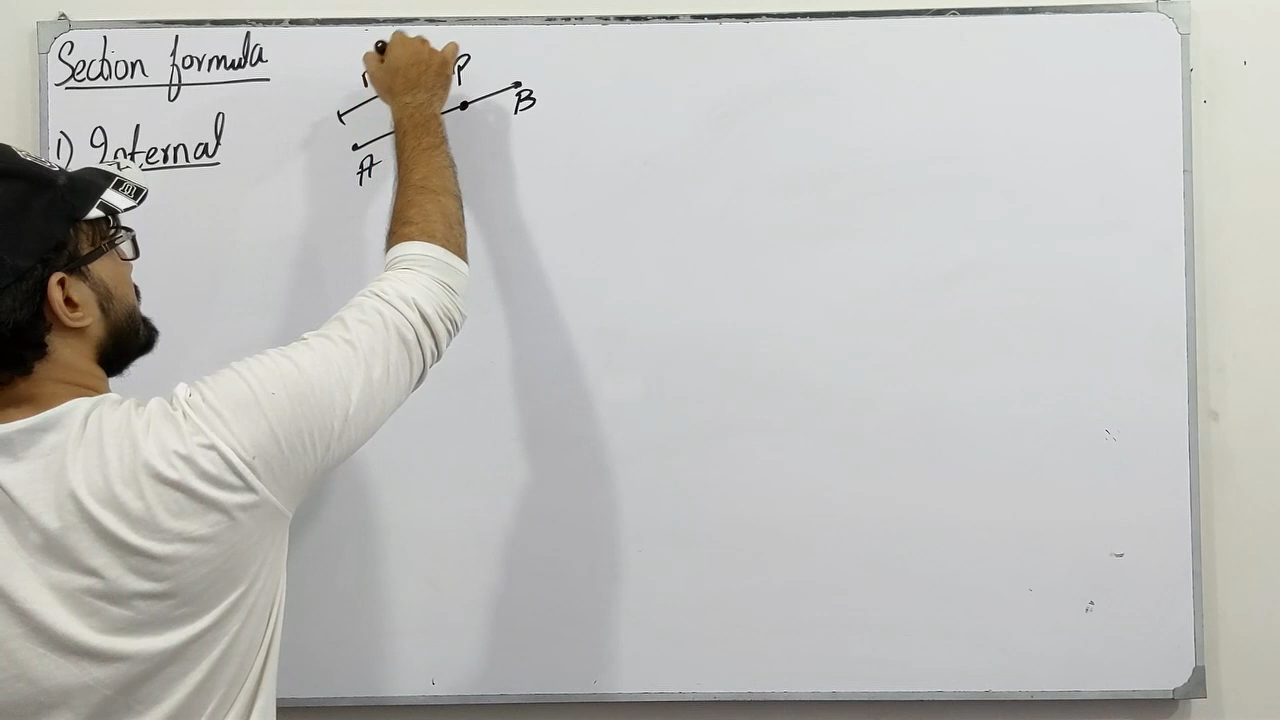 Section formula
1) Internal
P
B
A